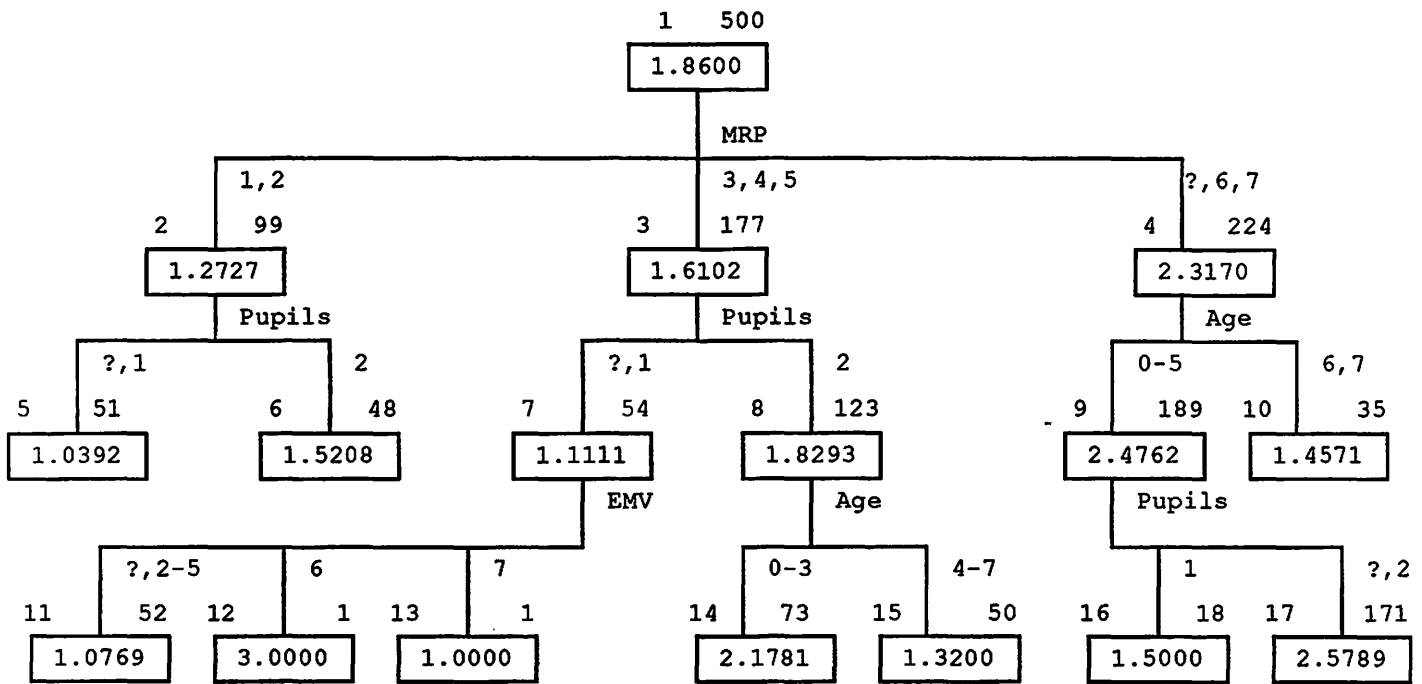 1 500
1.8600
MRP
1,2 3,4,5 ?,6,7
2 99 3 177 4 224
1.2727 1.6102 2.3170
Pupils Pupils Age
?,1 2 ?,1 2 0-5 6,7
5 51 6 48 7 54 8 123 9 189 10 35
1.0392 1.5208 1.1111 1.8293 2.4762 1.4571
EMV Age Pupils
?,2-5 6 7 0-3 4-7 1 ?,2
11 52 12 1 13 1 14 73 15 50 16 18 17 171
1.0769 3.0000 1.0000 2.1781 1.3200 1.5000 2.5789